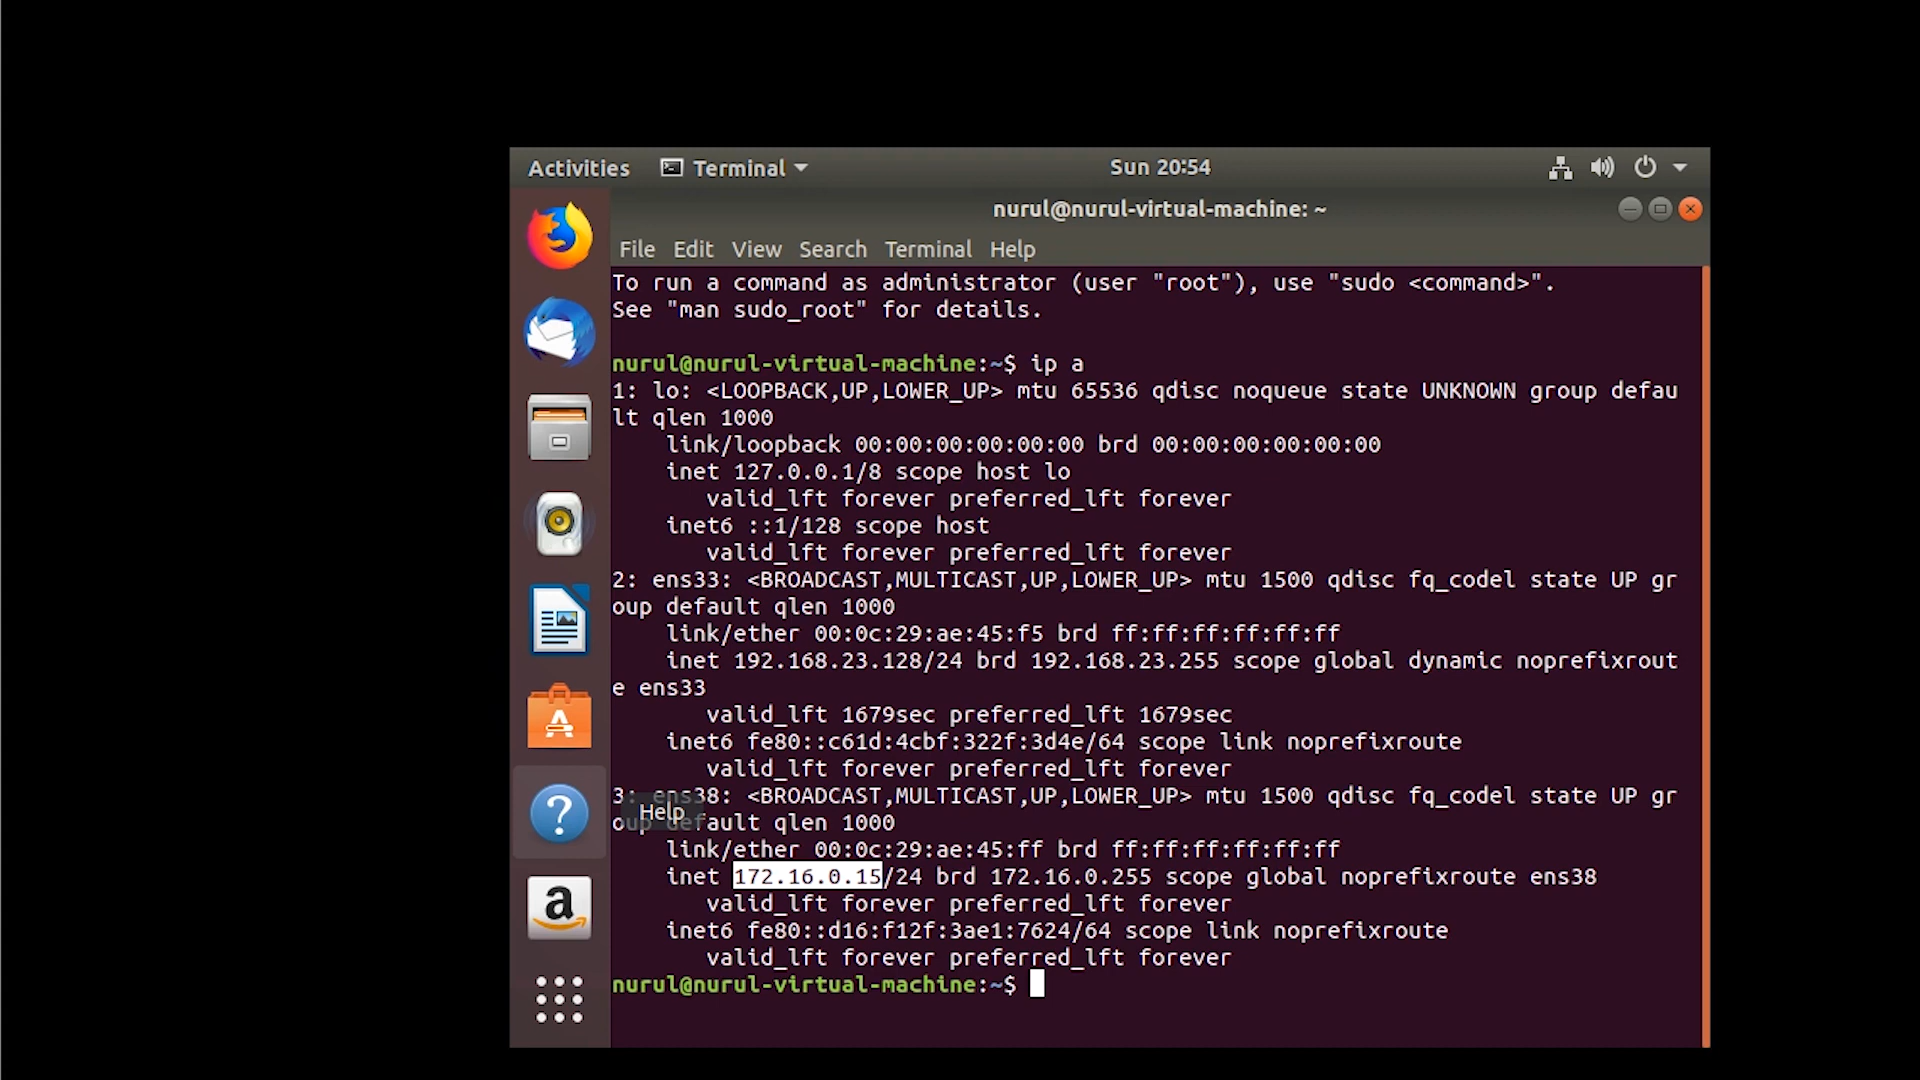 Activities Terminal Sun 20:54
nurul@nurul-virtual-machine: ~
File Edit View Search Terminal Help
To run a command as administrator (user "root"), use "sudo <command>".
See "man sudo_root" for details.
nurul@nurul-virtual-machine:~$ ip a
1: lo: <LOOPBACK,UP,LOWER_UP> mtu 65536 qdisc noqueue state UNKNOWN group defau
lt qlen 1000
link/loopback 00:00:00:00:00:00 brd 00:00:00:00:00:00
inet 127.0.0.1/8 scope host lo
valid_lft forever preferred_lft forever
inet6 ::1/128 scope host
valid_lft forever preferred_lft forever
2: ens33: <BROADCAST,MULTICAST,UP,LOWER_UP> mtu 1500 qdisc fq_codel state UP gr
oup default qlen 1000
link/ether 00:0c:29:ae:45:f5 brd ff:ff:ff:ff:ff:ff
inet 192.168.23.128/24 brd 192.168.23.255 scope global dynamic noprefixrout
e ens33
valid_lft 1679sec preferred_lft 1679sec
inet6 fe80::c61d:4cbf:322f:3d4e/64 scope link noprefixroute
valid_lft forever preferred_lft forever
3: ens38: <BROADCAST,MULTICAST,UP,LOWER_UP> mtu 1500 qdisc fq_codel state UP gr
Help
oup default qlen 1000
link/ether 00:0c:29:ae:45:ff brd ff:ff:ff:ff:ff:ff
inet 172.16.0.15/24 brd 172.16.0.255 scope global noprefixroute ens38
valid_lft forever preferred_lft forever
inet6 fe80::d16:f12f:3ae1:7624/64 scope link noprefixroute
valid_lft forever preferred_lft forever
nurul@nurul-virtual-machine:~$